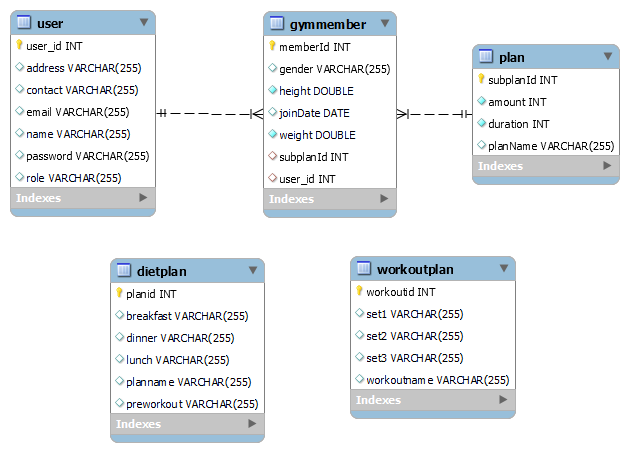 user
user_id INT
address VARCHAR(255)
contact VARCHAR(255)
email VARCHAR(255)
name VARCHAR(255)
password VARCHAR(255)
role VARCHAR(255)
Indexes
gymmember
memberId INT
gender VARCHAR(255)
height DOUBLE
joinDate DATE
weight DOUBLE
subplanId INT
user_id INT
Indexes
plan
subplanId INT
amount INT
duration INT
planName VARCHAR(255)
Indexes
dietplan
planid INT
breakfast VARCHAR(255)
dinner VARCHAR(255)
lunch VARCHAR(255)
planname VARCHAR(255)
preworkout VARCHAR(255)
Indexes
workoutplan
workoutid INT
set1 VARCHAR(255)
set2 VARCHAR(255)
set3 VARCHAR(255)
workoutname VARCHAR(255)
Indexes